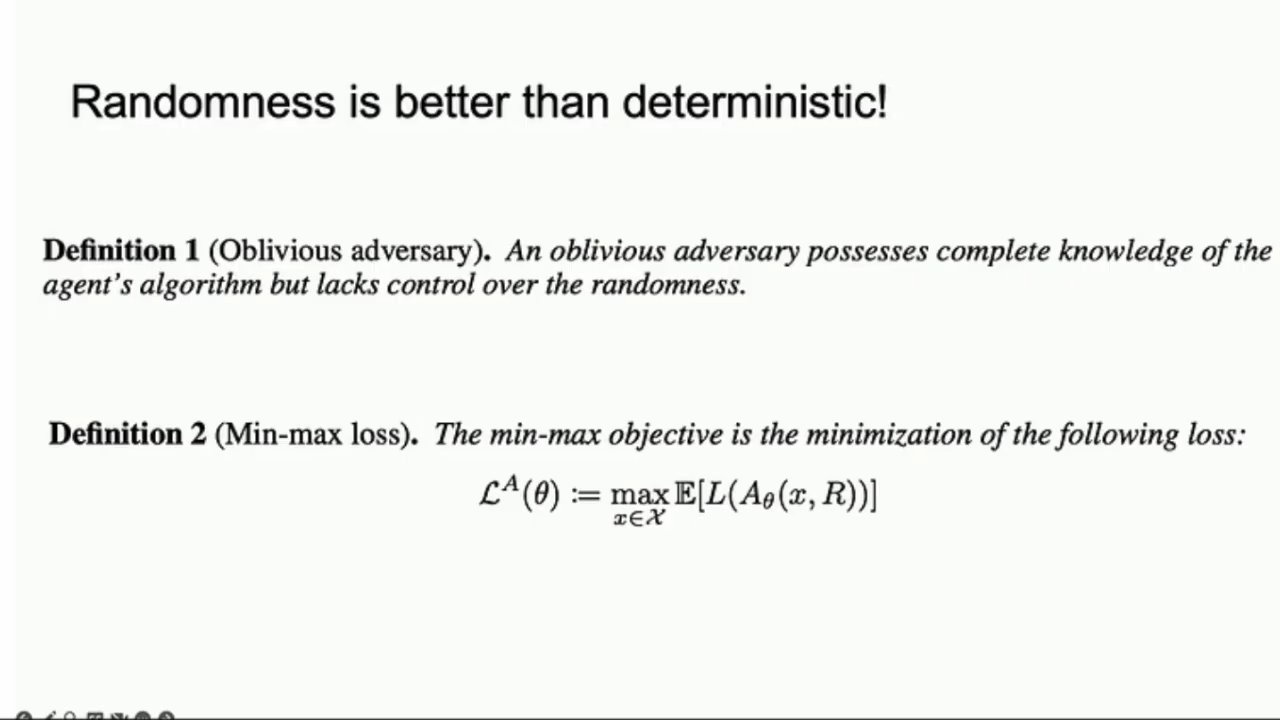 Randomness is better than deterministic!
Definition 1 (Oblivious adversary). An oblivious adversary possesses complete knowledge of the
agent's algorithm but lacks control over the randomness.
Definition 2 (Min-max loss). The min-max objective is the minimization of the following loss:
ℒᴬ(θ) := max 𝔼[L(A_θ(x, R))]
x∈𝒳